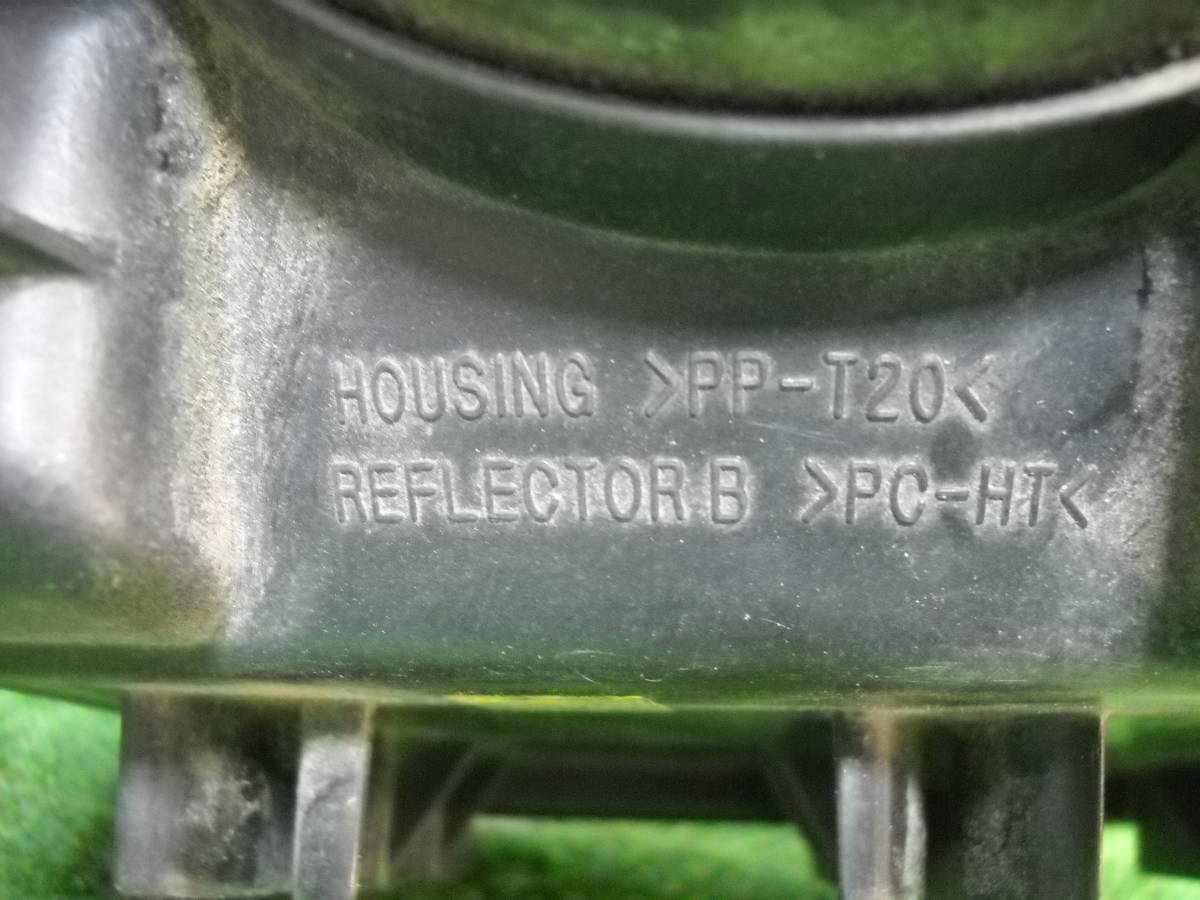 HOUSING >PP-T20<
REFLECTOR B >PC-HT<